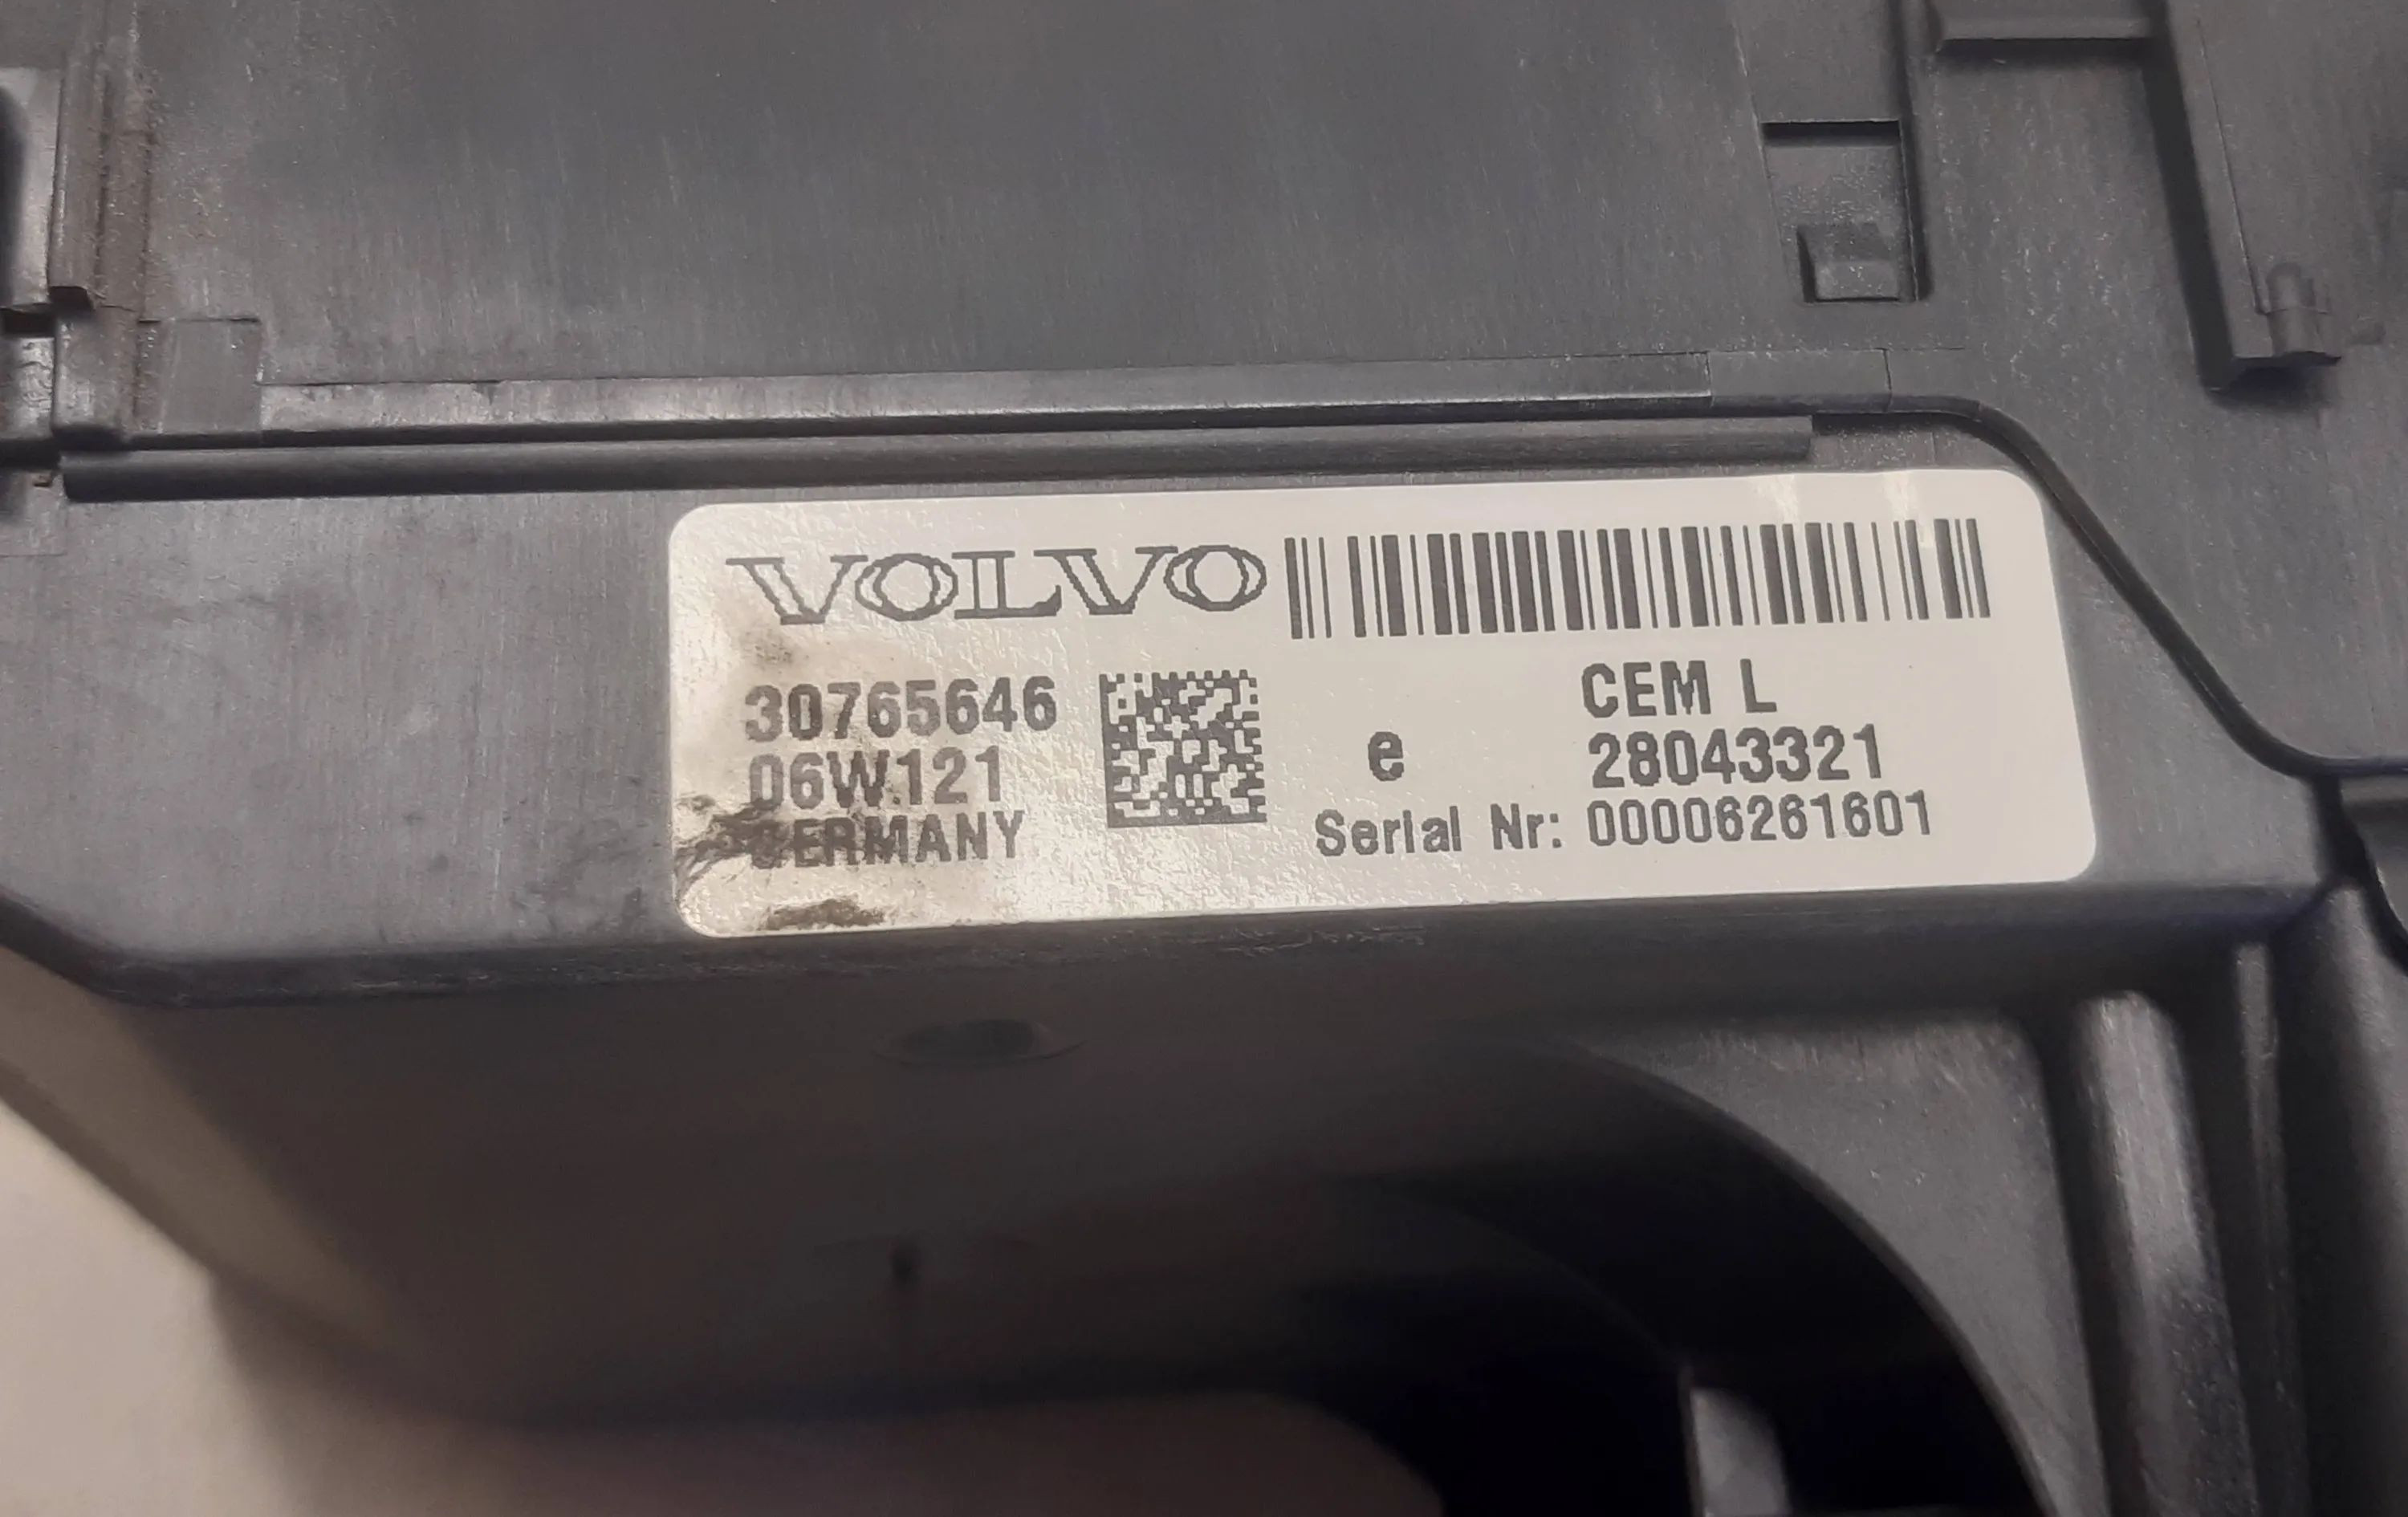 VOLVO
30765646
06W121
GERMANY
e
CEM L
28043321
Serial Nr: 00006261601